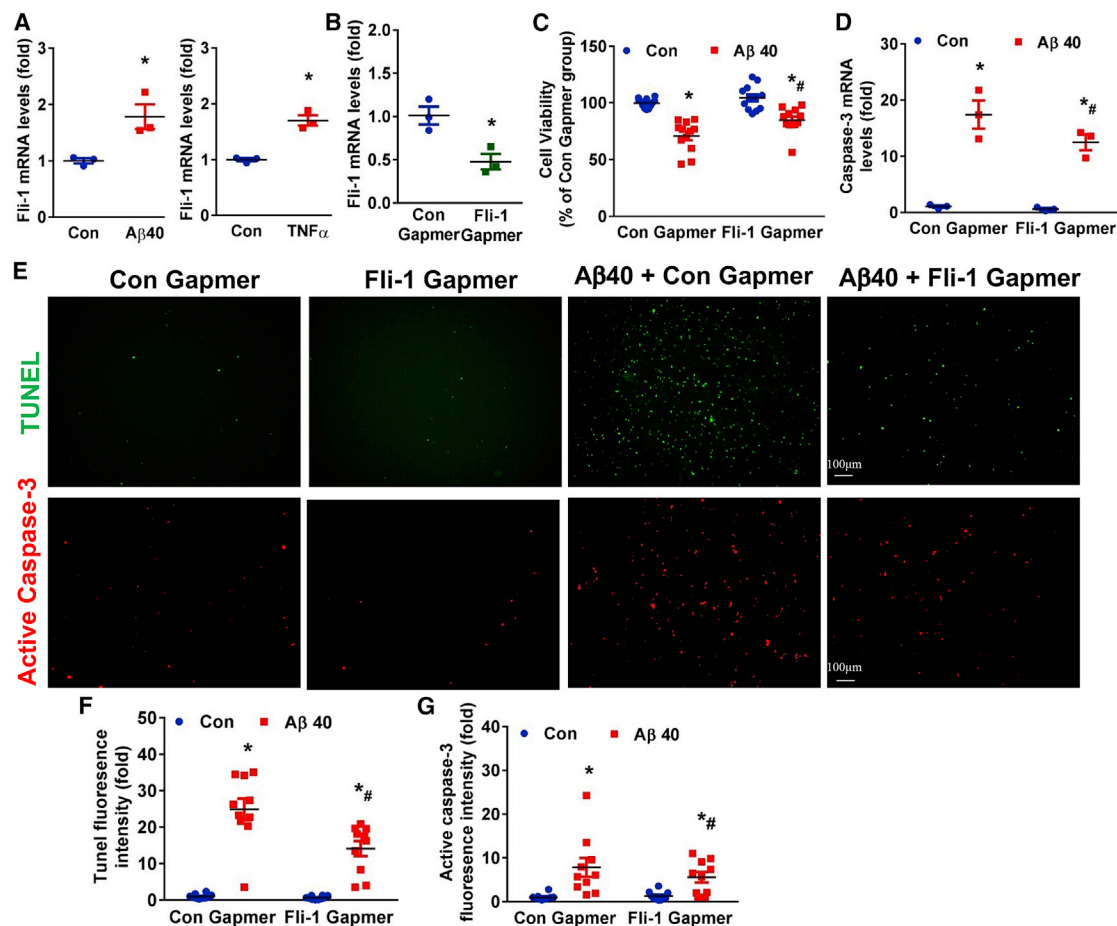 A
Fli-1 mRNA levels (fold)
3
2
1
0
*
Con
Aβ40
Fli-1 mRNA levels (fold)
3
2
1
0
*
Con
TNFα
B
Fli-1 mRNA levels (fold)
2.0
1.5
1.0
0.5
0.0
*
Con
Gapmer
Fli-1
Gapmer
C
Con
Aβ 40
Cell Viability
(% of Con Gapmer group)
150
100
50
0
*
*#
Con Gapmer
Fli-1 Gapmer
D
Con
Aβ 40
Caspase-3 mRNA
levels (fold)
30
20
10
0
*
*#
Con Gapmer
Fli-1 Gapmer
E
Con Gapmer
Fli-1 Gapmer
Aβ40 + Con Gapmer
Aβ40 + Fli-1 Gapmer
TUNEL
100μm
Active Caspase-3
100μm
F
Con
Aβ 40
Tunel fluoresence
intensity (fold)
50
40
30
20
10
0
*
*#
Con Gapmer
Fli-1 Gapmer
G
Con
Aβ 40
Active caspase-3
fluoresence intensity (fold)
40
30
20
10
0
*
*#
Con Gapmer
Fli-1 Gapmer